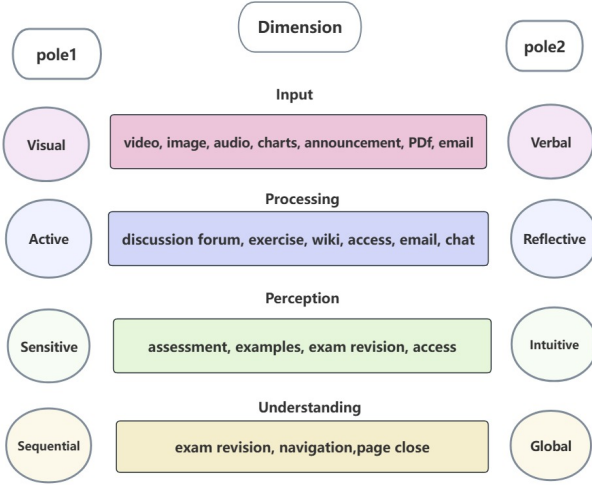 Dimension
pole1
pole2
Input
Visual
video, image, audio, charts, announcement, PDf, email
Verbal
Processing
Active
discussion forum, exercise, wiki, access, email, chat
Reflective
Perception
Sensitive
assessment, examples, exam revision, access
Intuitive
Understanding
Sequential
exam revision, navigation,page close
Global